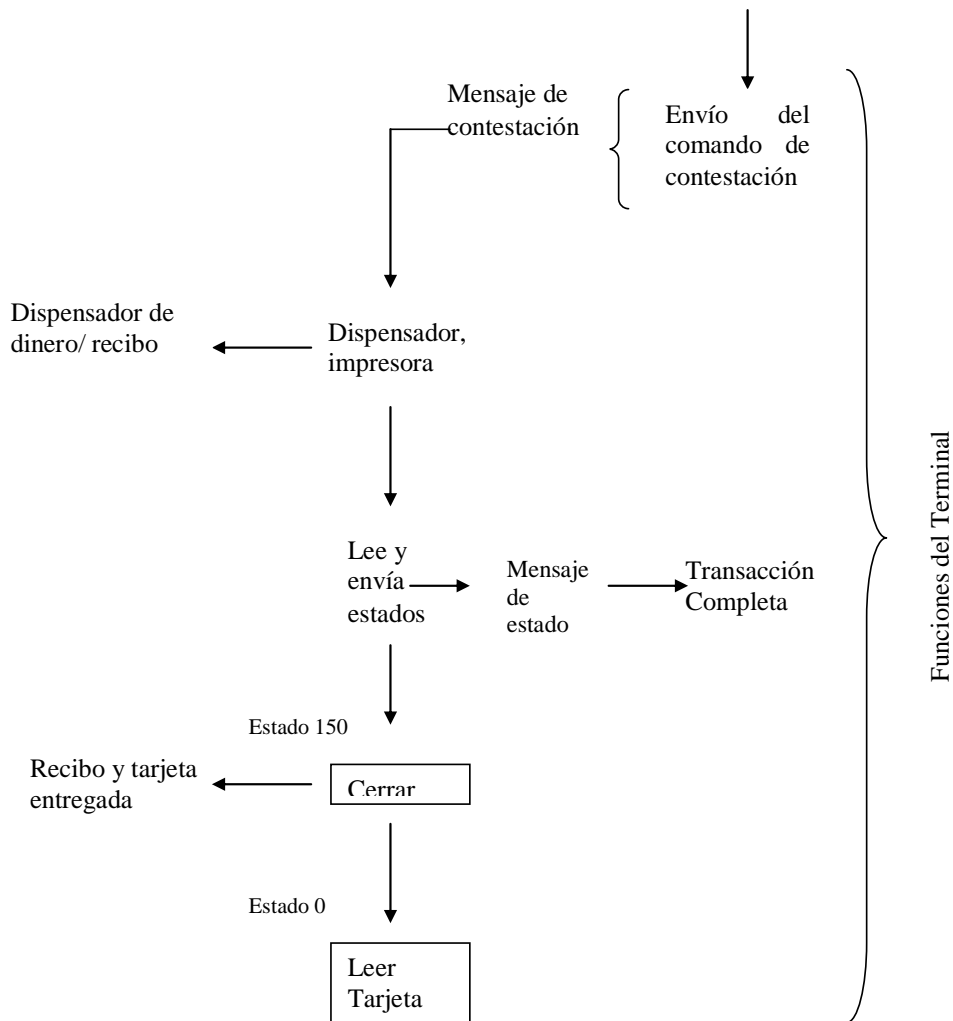 Mensaje de
contestación
Envío del
comando de
contestación
Dispensador de
dinero/ recibo
Dispensador,
impresora
Lee y
envía
estados
Mensaje
de
estado
Transacción
Completa
Estado 150
Recibo y tarjeta
entregada
Cerrar
Estado 0
Leer
Tarjeta
Funciones del Terminal